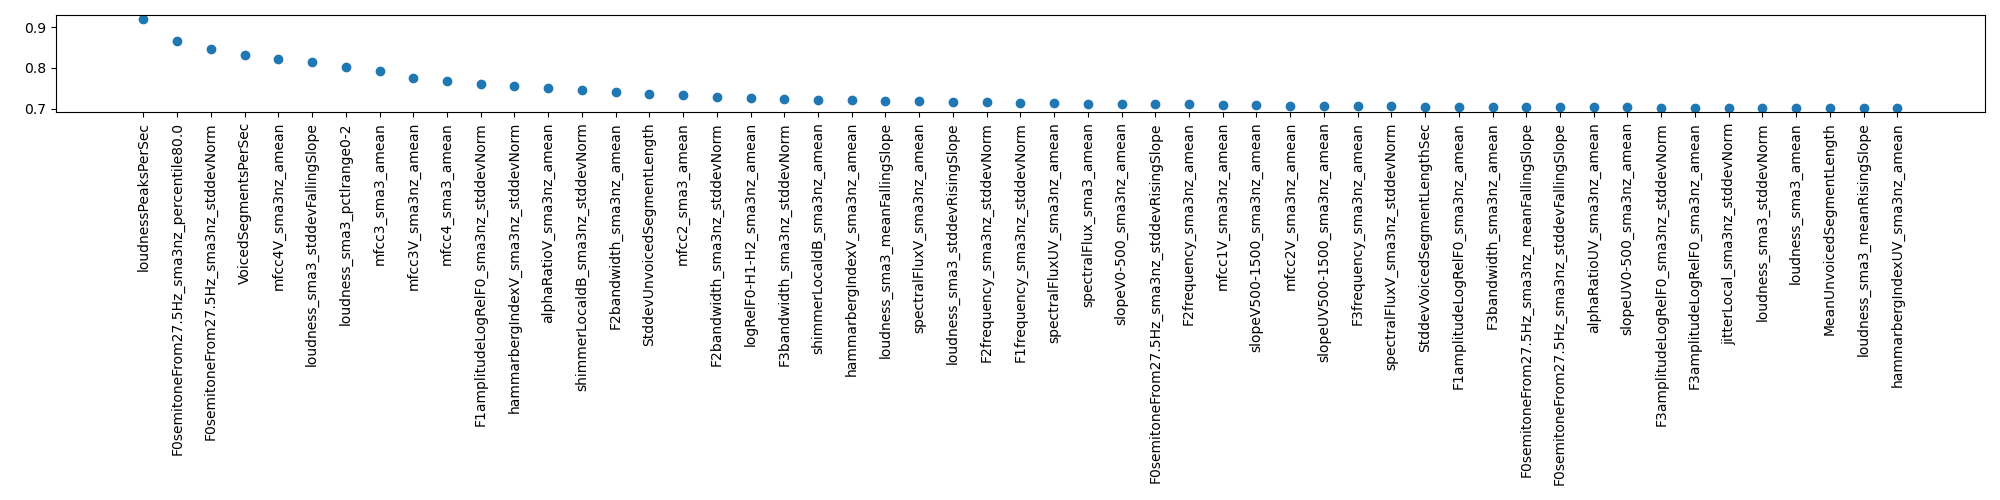 0.9
0.8
0.7
loudnessPeaksPerSec
F0semitoneFrom27.5Hz_sma3nz_percentile80.0
F0semitoneFrom27.5Hz_sma3nz_stddevNorm
VoicedSegmentsPerSec
mfcc4V_sma3nz_amean
loudness_sma3_stddevFallingSlope
loudness_sma3_pctlrange0-2
mfcc3_sma3_amean
mfcc3V_sma3nz_amean
mfcc4_sma3_amean
F1amplitudeLogRelF0_sma3nz_stddevNorm
hammarbergIndexV_sma3nz_stddevNorm
alphaRatioV_sma3nz_amean
shimmerLocaldB_sma3nz_stddevNorm
F2bandwidth_sma3nz_amean
StddevUnvoicedSegmentLength
mfcc2_sma3_amean
F2bandwidth_sma3nz_stddevNorm
logRelF0-H1-H2_sma3nz_amean
F3bandwidth_sma3nz_stddevNorm
shimmerLocaldB_sma3nz_amean
hammarbergIndexV_sma3nz_amean
loudness_sma3_meanFallingSlope
spectralFluxV_sma3nz_amean
loudness_sma3_stddevRisingSlope
F2frequency_sma3nz_stddevNorm
F1frequency_sma3nz_stddevNorm
spectralFluxUV_sma3nz_amean
spectralFlux_sma3_amean
slopeV0-500_sma3nz_amean
F0semitoneFrom27.5Hz_sma3nz_stddevRisingSlope
F2frequency_sma3nz_amean
mfcc1V_sma3nz_amean
slopeV500-1500_sma3nz_amean
mfcc2V_sma3nz_amean
slopeUV500-1500_sma3nz_amean
F3frequency_sma3nz_amean
spectralFluxV_sma3nz_stddevNorm
StddevVoicedSegmentLengthSec
F1amplitudeLogRelF0_sma3nz_amean
F3bandwidth_sma3nz_amean
F0semitoneFrom27.5Hz_sma3nz_meanFallingSlope
F0semitoneFrom27.5Hz_sma3nz_stddevFallingSlope
alphaRatioUV_sma3nz_amean
slopeUV0-500_sma3nz_amean
F3amplitudeLogRelF0_sma3nz_stddevNorm
F3amplitudeLogRelF0_sma3nz_amean
jitterLocal_sma3nz_stddevNorm
loudness_sma3_stddevNorm
loudness_sma3_amean
MeanUnvoicedSegmentLength
loudness_sma3_meanRisingSlope
hammarbergIndexUV_sma3nz_amean